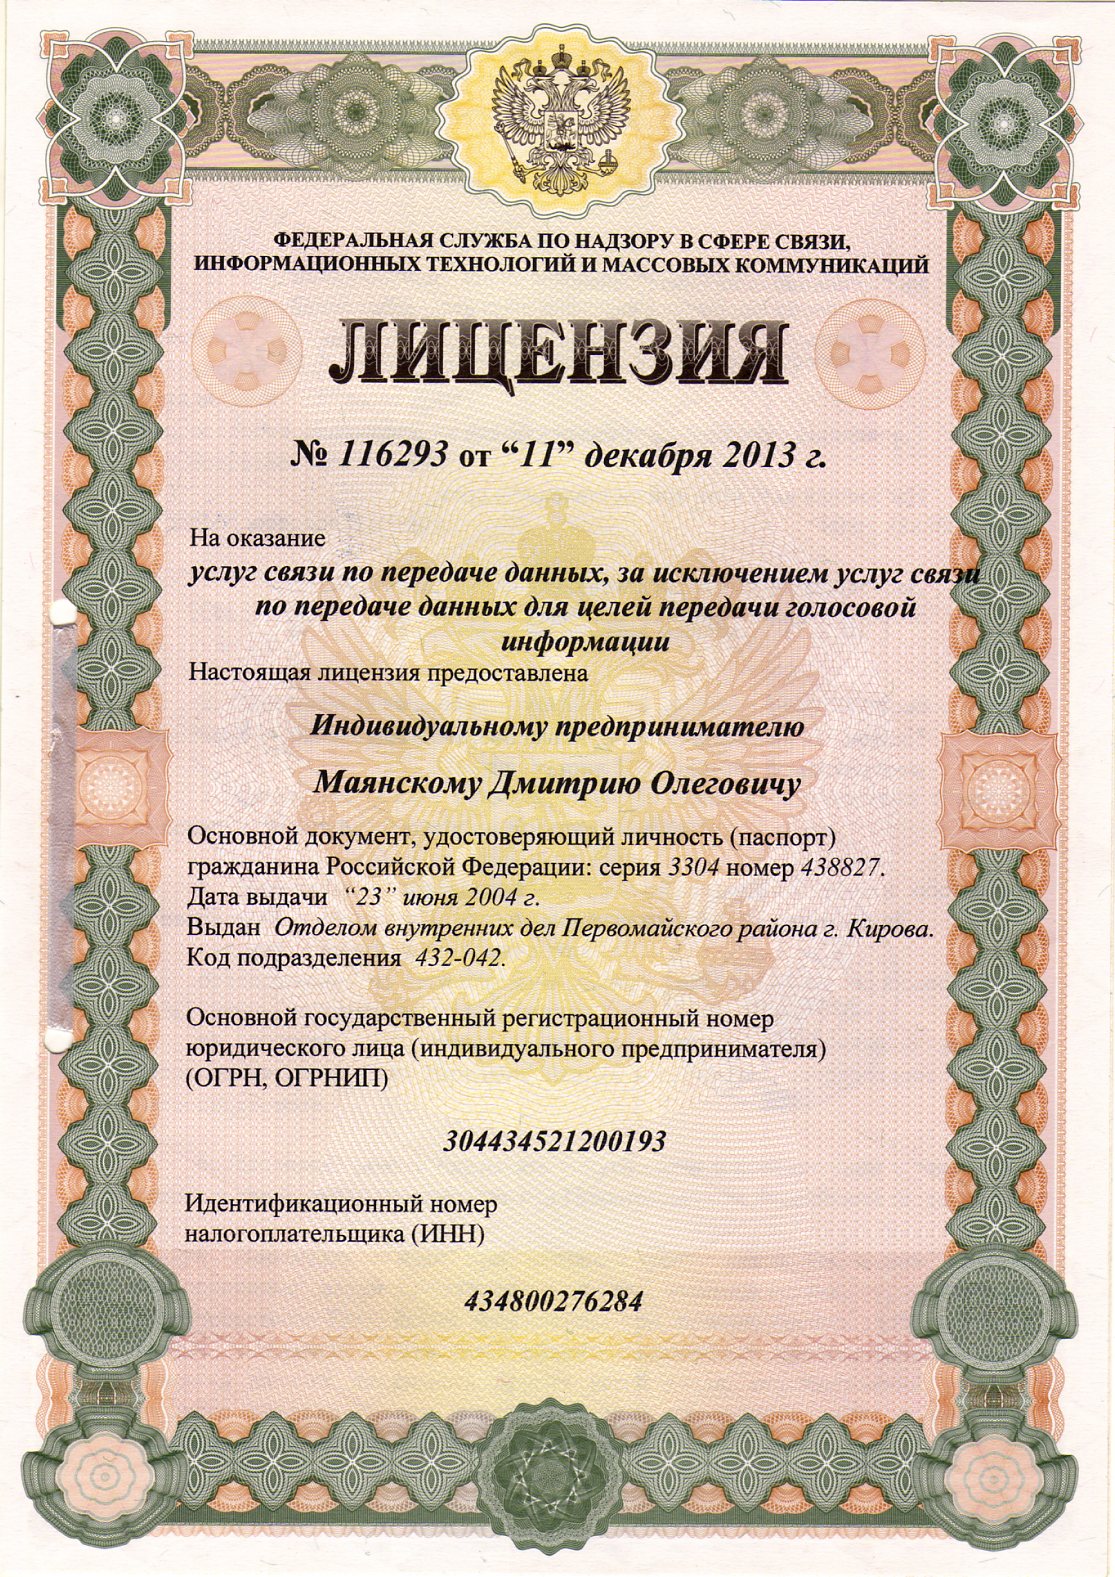 ФЕДЕРАЛЬНАЯ СЛУЖБА ПО НАДЗОРУ В СФЕРЕ СВЯЗИ,
ИНФОРМАЦИОННЫХ ТЕХНОЛОГИЙ И МАССОВЫХ КОММУНИКАЦИЙ
ЛИЦЕНЗИЯ
№ 116293 от “11” декабря 2013 г.
На оказание
услуг связи по передаче данных, за исключением услуг связи
по передаче данных для целей передачи голосовой
информации
Настоящая лицензия предоставлена
Индивидуальному предпринимателю
Маянскому Дмитрию Олеговичу
Основной документ, удостоверяющий личность (паспорт)
гражданина Российской Федерации: серия 3304 номер 438827.
Дата выдачи “23” июня 2004 г.
Выдан Отделом внутренних дел Первомайского района г. Кирова.
Код подразделения 432-042.
Основной государственный регистрационный номер
юридического лица (индивидуального предпринимателя)
(ОГРН, ОГРНИП)
304434521200193
Идентификационный номер
налогоплательщика (ИНН)
434800276284